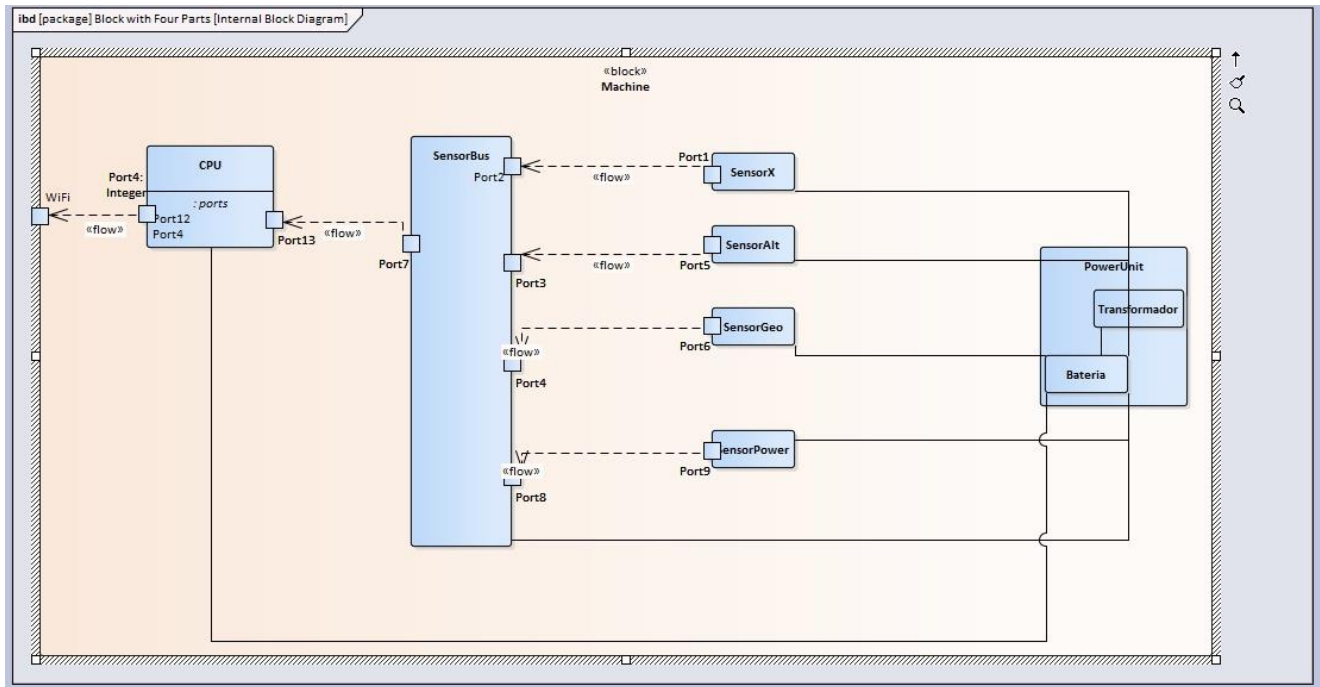 ibd [package] Block with Four Parts [Internal Block Diagram]
«block»
Machine
CPU
: ports
Port12
Port4
Port4:
Integer
WiFi
«flow»
Port13
«flow»
SensorBus
Port7
Port2
«flow»
Port1
SensorX
Port3
«flow»
Port5
SensorAlt
«flow»
Port4
Port6
SensorGeo
«flow»
Port8
Port9
ensorPower
PowerUnit
Transformador
Bateria